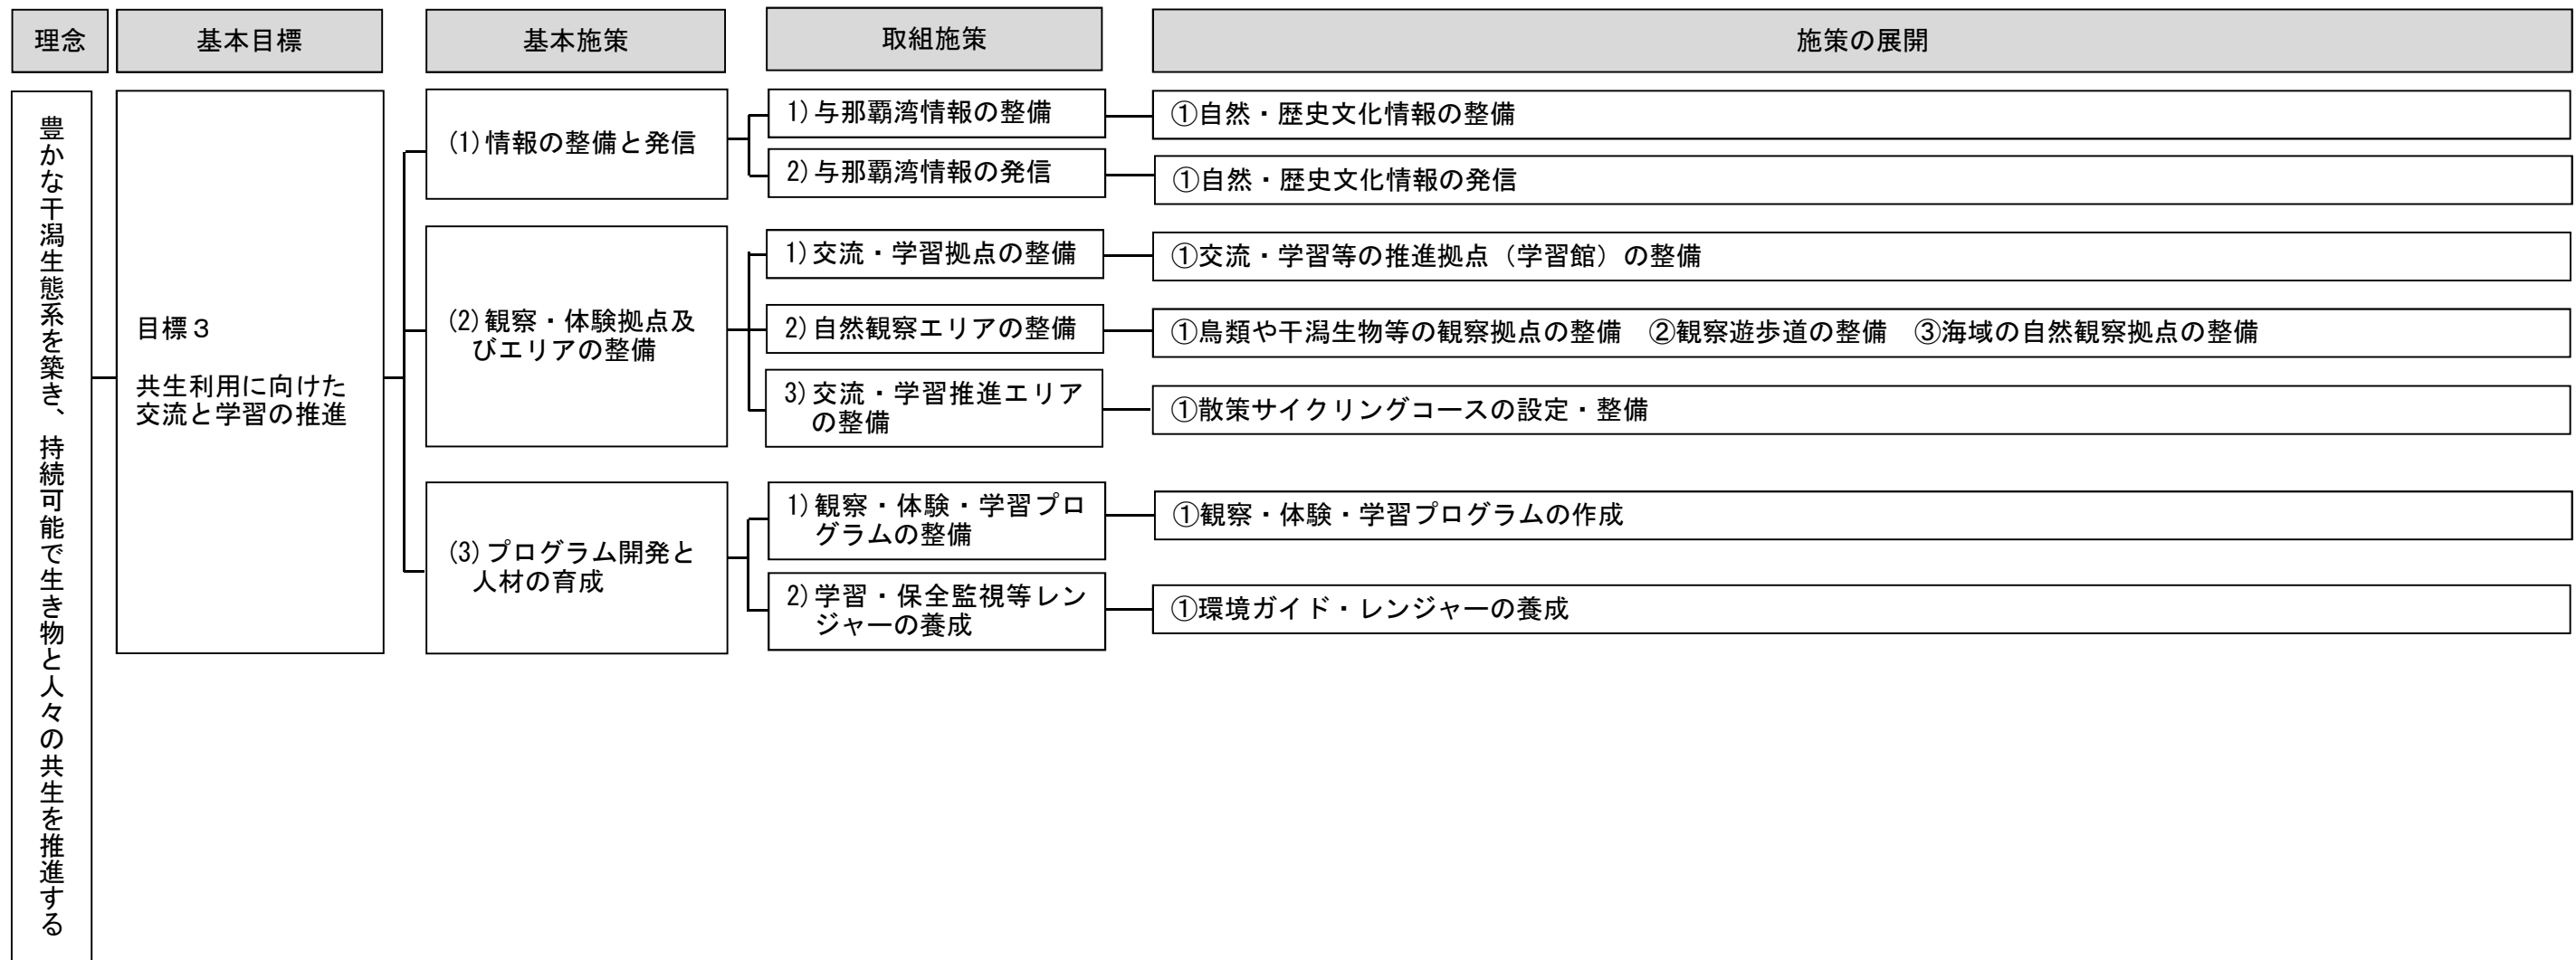 理念
基本目標
基本施策
取組施策
施策の展開
豊かな干潟生態系を築き、持続可能で生き物と人々の共生を推進する
目標３
共生利用に向けた
交流と学習の推進
(1)情報の整備と発信
1)与那覇湾情報の整備
①自然・歴史文化情報の整備
2)与那覇湾情報の発信
①自然・歴史文化情報の発信
(2)観察・体験拠点及
びエリアの整備
1)交流・学習拠点の整備
①交流・学習等の推進拠点（学習館）の整備
2)自然観察エリアの整備
①鳥類や干潟生物等の観察拠点の整備　②観察遊歩道の整備　③海域の自然観察拠点の整備
3)交流・学習推進エリア
の整備
①散策サイクリングコースの設定・整備
(3)プログラム開発と
人材の育成
1)観察・体験・学習プロ
グラムの整備
①観察・体験・学習プログラムの作成
2)学習・保全監視等レン
ジャーの養成
①環境ガイド・レンジャーの養成